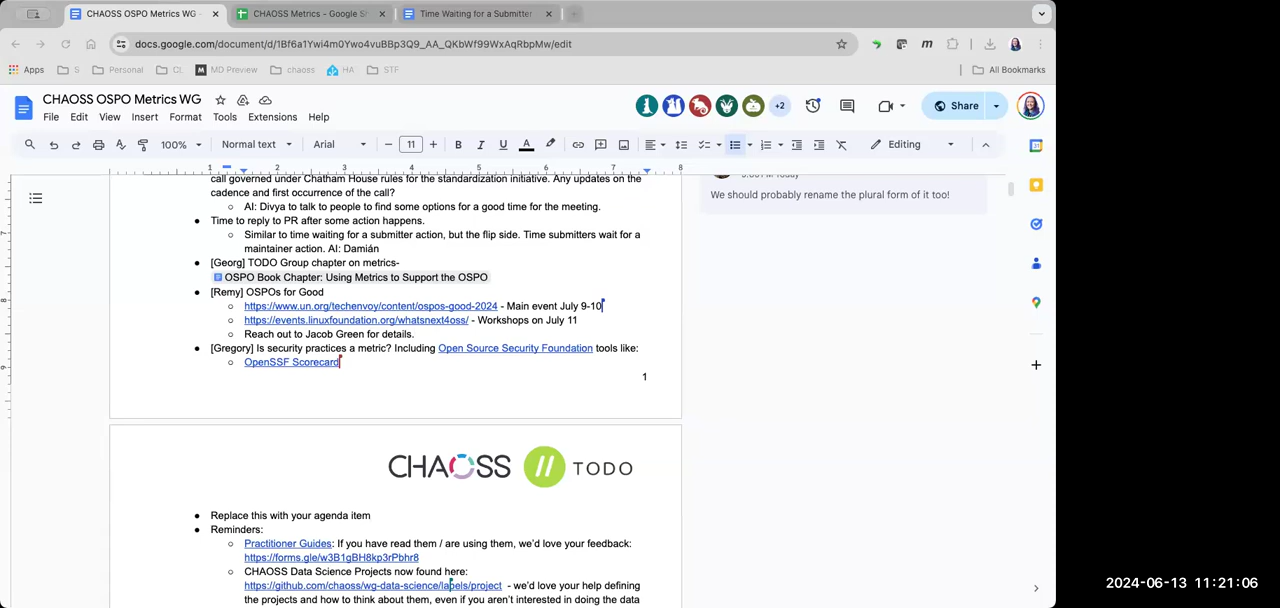 CHAOSS OSPO Metrics WG -
CHAOSS Metrics - Google Sh
Time Waiting for a Submitter
docs.google.com/document/d/1Bf6a1Ywi4m0Ywo4vuBBp3Q9_AA_QKbWf99WxAqRbpMw/edit
Apps
S
Personal
CL
MD Preview
chaoss
HA
STF
All Bookmarks
CHAOSS OSPO Metrics WG
File Edit View Insert Format Tools Extensions Help
+2
Share
100%
Normal text
Arial
11
Editing
1 2 3 4 5 6 7 8
call governed under Chatham House rules for the standardization initiative. Any updates on the
cadence and first occurrence of the call?
○ AI: Divya to talk to people to find some options for a good time for the meeting.
● Time to reply to PR after some action happens.
○ Similar to time waiting for a submitter action, but the flip side. Time submitters wait for a
maintainer action. AI: Damián
● [Georg] TODO Group chapter on metrics-
OSPO Book Chapter: Using Metrics to Support the OSPO
● [Remy] OSPOs for Good
○ https://www.un.org/techenvoy/content/ospos-good-2024 - Main event July 9-10
○ https://events.linuxfoundation.org/whatsnext4oss/ - Workshops on July 11
○ Reach out to Jacob Green for details.
● [Gregory] Is security practices a metric? Including Open Source Security Foundation tools like:
○ OpenSSF Scorecard
1
We should probably rename the plural form of it too!
CHAOSS // TODO
● Replace this with your agenda item
● Reminders:
○ Practitioner Guides: If you have read them / are using them, we'd love your feedback:
https://forms.gle/w3B1gBH8kp3rPbhr8
○ CHAOSS Data Science Projects now found here:
https://github.com/chaoss/wg-data-science/labels/project - we'd love your help defining
the projects and how to think about them, even if you aren't interested in doing the data
2024-06-13 11:21:06